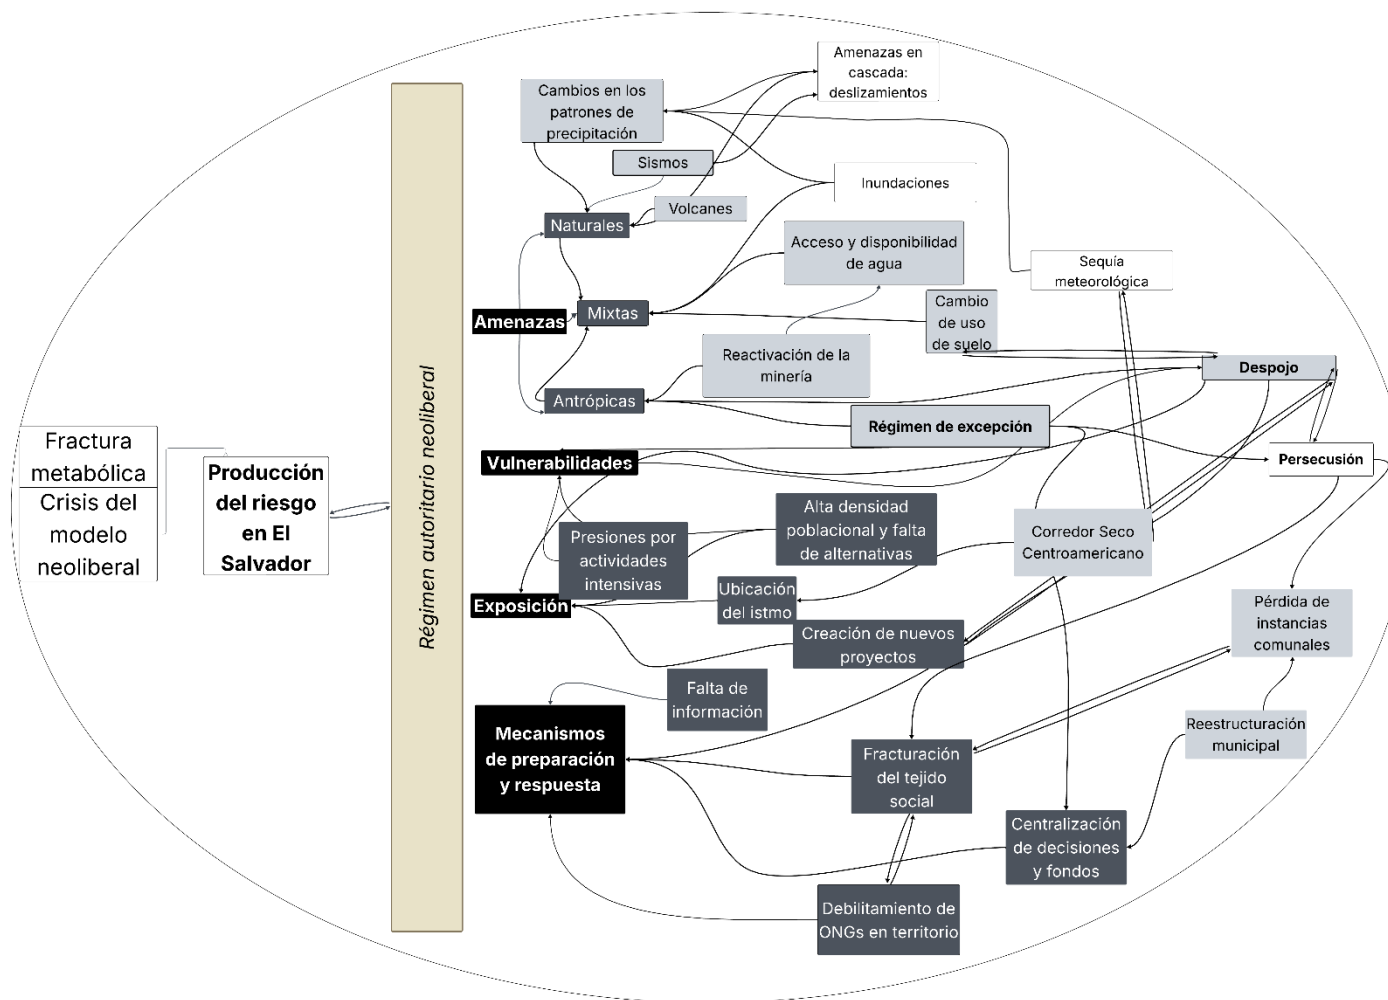 Fractura
metabólica
Crisis del
modelo
neoliberal
Producción
del riesgo
en El
Salvador
Régimen autoritario neoliberal
Amenazas en
cascada:
deslizamientos
Cambios en los
patrones de
precipitación
Sismos
Inundaciones
Volcanes
Naturales
Acceso y disponibilidad
de agua
Sequía
meteorológica
Amenazas
Mixtas
Cambio
de uso
de suelo
Reactivación de la
minería
Despojo
Antrópicas
Régimen de excepción
Vulnerabilidades
Persecusión
Presiones por
actividades
intensivas
Alta densidad
poblacional y falta
de alternativas
Corredor Seco
Centroamericano
Exposición
Ubicación
del istmo
Creación de nuevos
proyectos
Pérdida de
instancias
comunales
Falta de
información
Mecanismos
de preparación
y respuesta
Reestructuración
municipal
Fracturación
del tejido
social
Centralización
de decisiones
y fondos
Debilitamiento de
ONGs en territorio